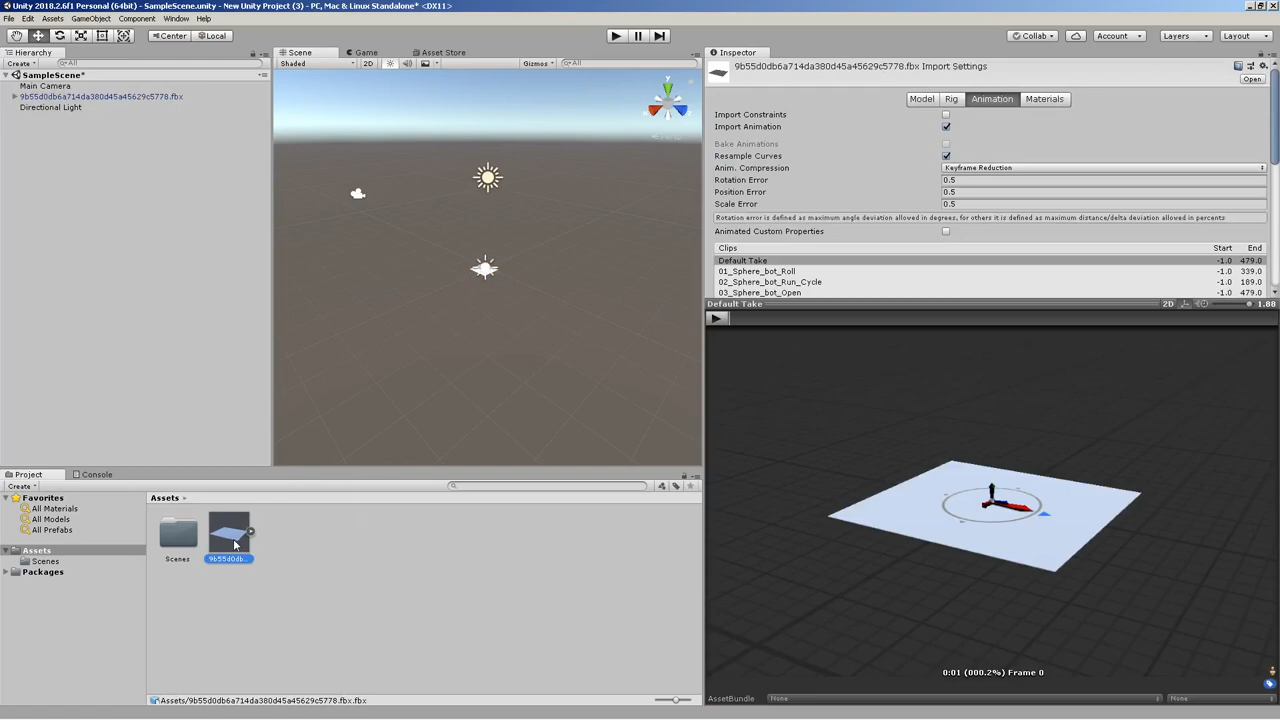 Unity 2018.2.6f1 Personal (64bit) - SampleScene.unity - New Unity Project (3) - PC, Mac & Linux Standalone* <DX11>
File Edit Assets GameObject Component Window Help
Center Local Collab Account Layers Layout
Hierarchy Scene Game Asset Store Inspector
Create All Shaded 2D Gizmos All
9b55d0db6a714da380d45a45629c5778.fbx Import Settings
Open
SampleScene*
Main Camera
9b55d0db6a714da380d45a45629c5778.fbx
Directional Light
Model Rig Animation Materials
Import Constraints
Import Animation
Bake Animations
Resample Curves
Anim. Compression Keyframe Reduction
Rotation Error 0.5
Position Error 0.5
Scale Error 0.5
Rotation error is defined as maximum angle deviation allowed in degrees, for others it is defined as maximum distance/delta deviation allowed in percents
Animated Custom Properties
Clips Start End
Default Take -1.0 479.0
01_Sphere_bot_Roll -1.0 339.0
02_Sphere_bot_Run_Cycle -1.0 189.0
03_Sphere_bot_Open -1.0 479.0
Default Take 2D 1.88
Project Console
Create
Favorites
All Materials
All Models
All Prefabs
Assets
Scenes
Packages
Assets
Scenes 9b55d0db...
0:01 (000.2%) Frame 0
Assets/9b55d0db6a714da380d45a45629c5778.fbx.fbx
AssetBundle None None